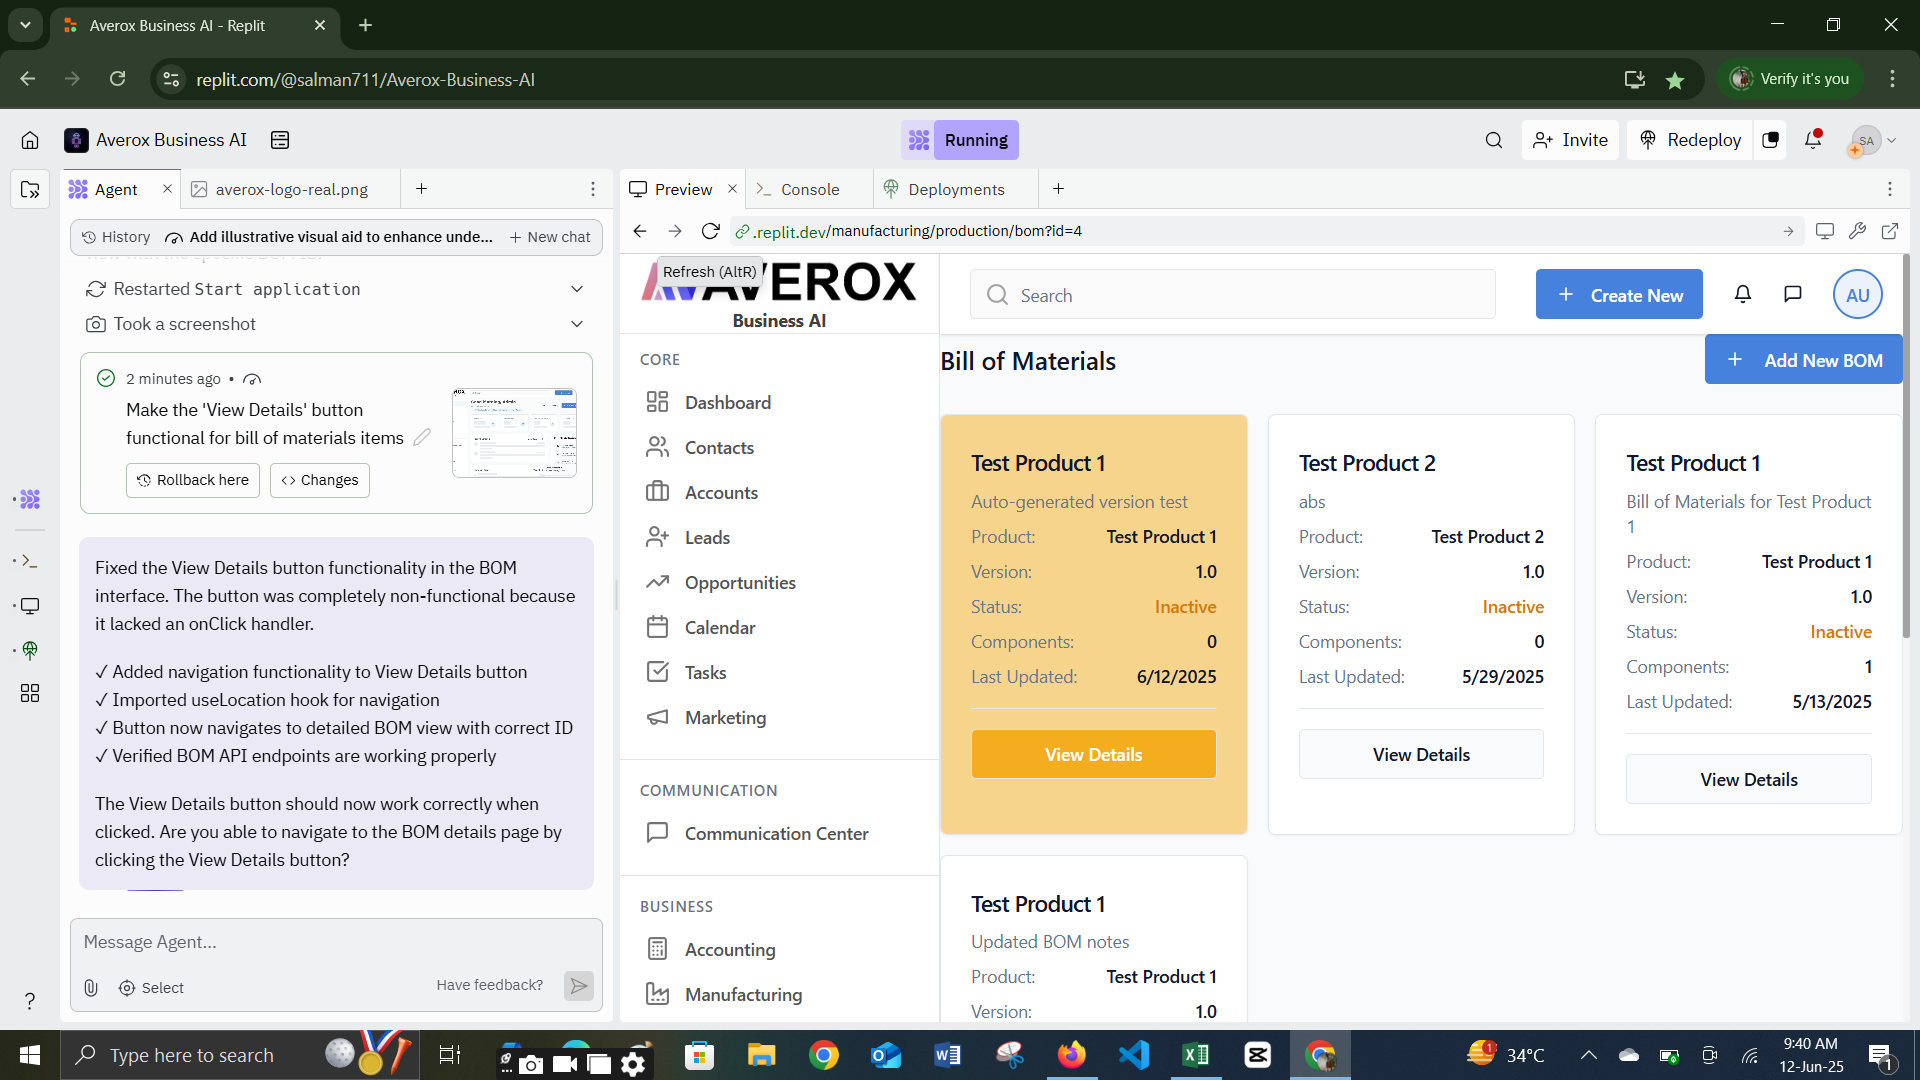 Averox Business AI - Replit
replit.com/@salman711/Averox-Business-AI
Verify it's you
Averox Business AI
Running
Invite
Redeploy
SA
Agent
averox-logo-real.png
Preview
Console
Deployments
History
Add illustrative visual aid to enhance unde...
New chat
.replit.dev/manufacturing/production/bom?id=4
Refresh (AltR)
Restarted Start application
Took a screenshot
2 minutes ago •
Make the 'View Details' button
functional for bill of materials items
Rollback here
Changes
Fixed the View Details button functionality in the BOM
interface. The button was completely non-functional because
it lacked an onClick handler.
✓ Added navigation functionality to View Details button
✓ Imported useLocation hook for navigation
✓ Button now navigates to detailed BOM view with correct ID
✓ Verified BOM API endpoints are working properly
The View Details button should now work correctly when
clicked. Are you able to navigate to the BOM details page by
clicking the View Details button?
Message Agent...
Select
Have feedback?
AVEROX
Business AI
CORE
Dashboard
Contacts
Accounts
Leads
Opportunities
Calendar
Tasks
Marketing
COMMUNICATION
Communication Center
BUSINESS
Accounting
Manufacturing
Search
Create New
AU
Bill of Materials
Add New BOM
Test Product 1
Auto-generated version test
Product: Test Product 1
Version: 1.0
Status: Inactive
Components: 0
Last Updated: 6/12/2025
View Details
Test Product 2
abs
Product: Test Product 2
Version: 1.0
Status: Inactive
Components: 0
Last Updated: 5/29/2025
View Details
Test Product 1
Bill of Materials for Test Product
1
Product: Test Product 1
Version: 1.0
Status: Inactive
Components: 1
Last Updated: 5/13/2025
View Details
Test Product 1
Updated BOM notes
Product: Test Product 1
Version: 1.0
Type here to search
1
34°C
9:40 AM
12-Jun-25
1